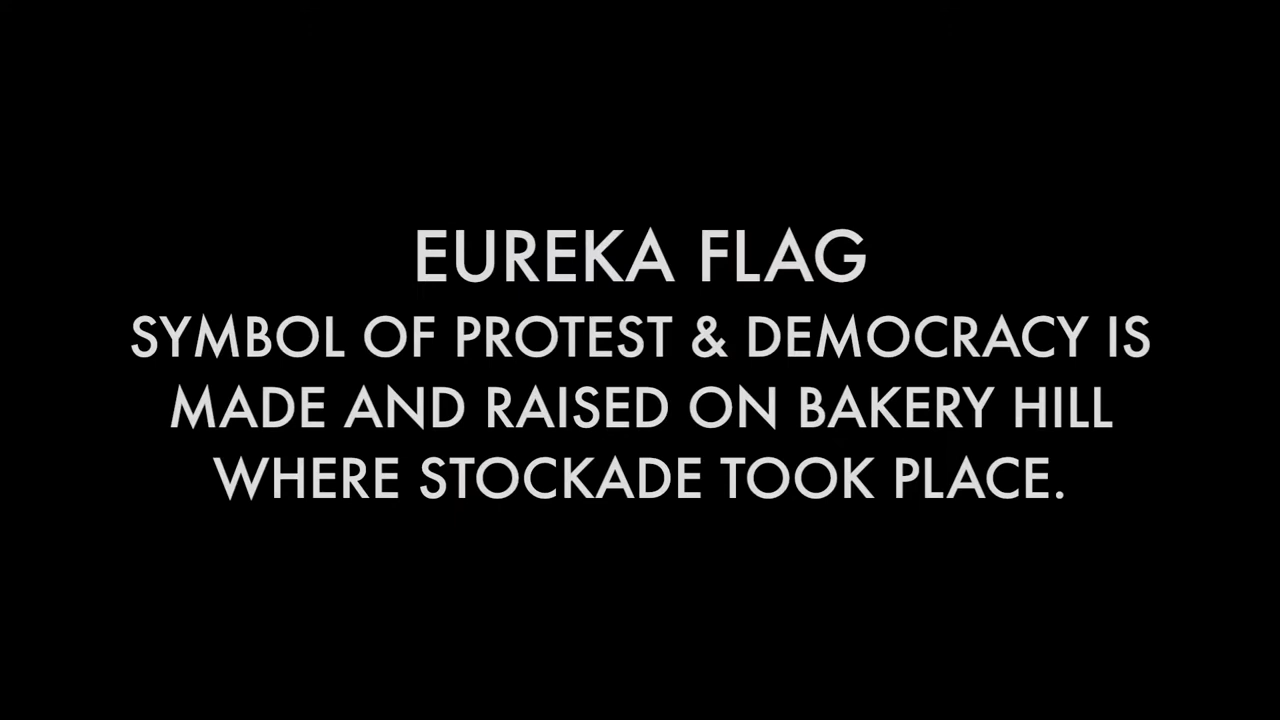 EUREKA FLAG
SYMBOL OF PROTEST & DEMOCRACY IS
MADE AND RAISED ON BAKERY HILL
WHERE STOCKADE TOOK PLACE.